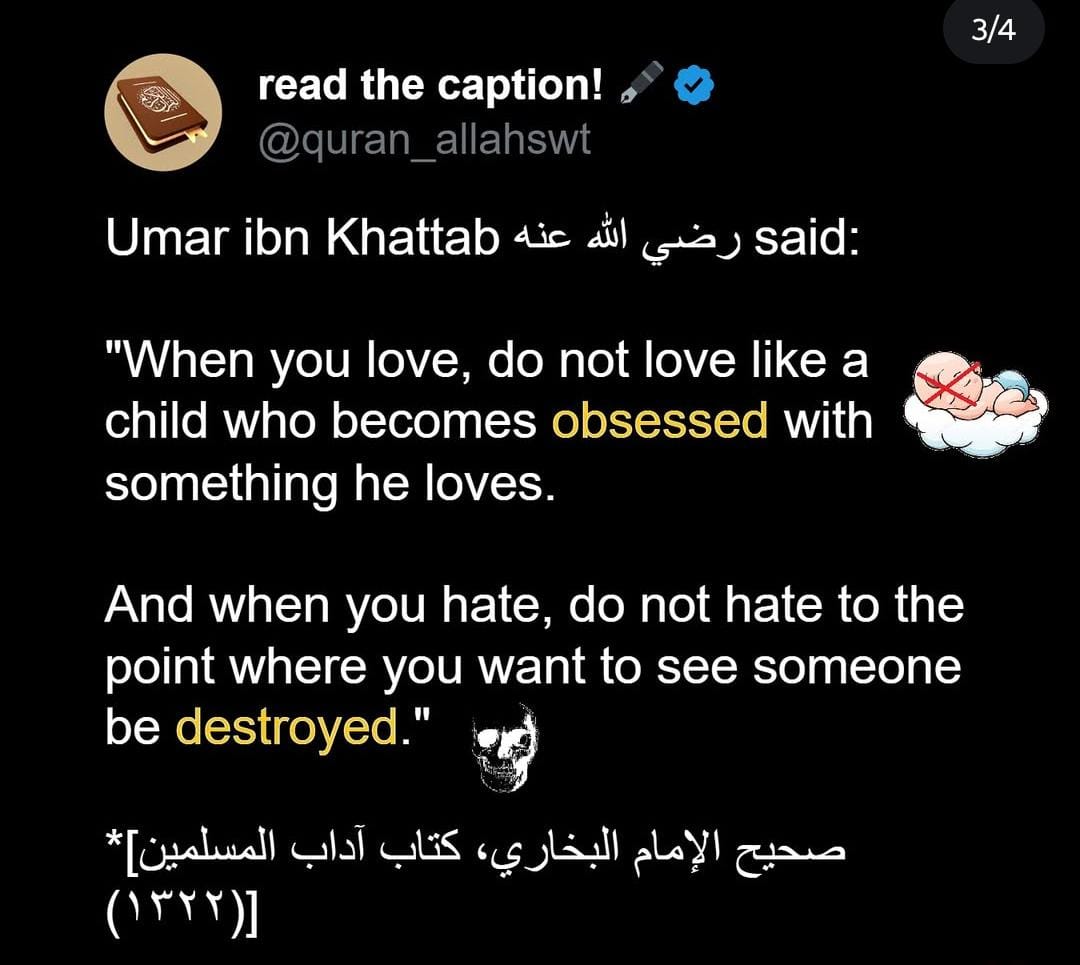 3/4
read the caption!
@quran_allahswt
Umar ibn Khattab رضي الله عنه said:
"When you love, do not love like a
child who becomes obsessed with
something he loves.
And when you hate, do not hate to the
point where you want to see someone
be destroyed."
*[صحيح الإمام البخاري، كتاب آداب المسلمين
(١٣٢٢)]